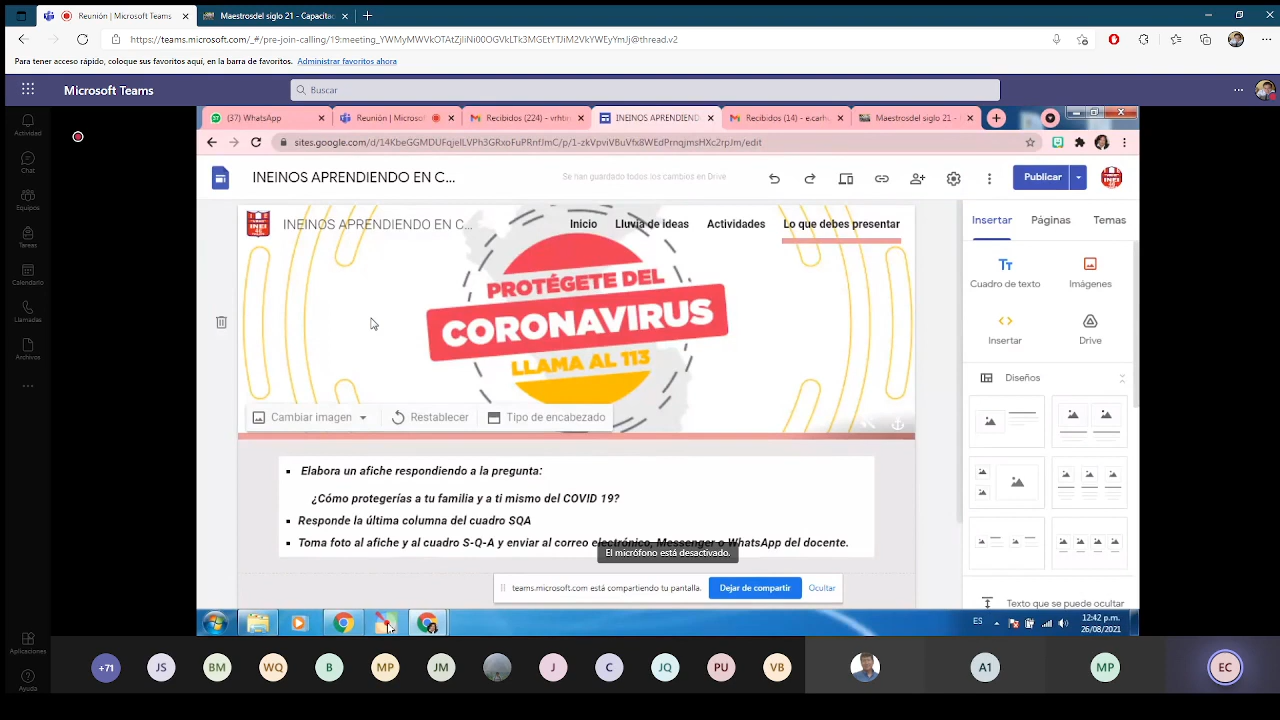 Reunión | Microsoft Teams
Maestrosdel siglo 21 - Capacitac
https://teams.microsoft.com/_#/pre-join-calling/19:meeting_YWMyMWVkOTAtZjliNi00OGVkLTk3MGEtYTJiM2VkYWEyYmJj@thread.v2
Para tener acceso rápido, coloque sus favoritos aquí, en la barra de favoritos. Administrar favoritos ahora
Microsoft Teams
Buscar
Actividad
Chat
Equipos
Tareas
Calendario
Llamadas
Archivos
Aplicaciones
Ayuda
(37) WhatsApp
Reunión | Microsof
Recibidos (224) - vrhtin
INEINOS APRENDIEND
Recibidos (14) - e.carhu
Maestrosdel siglo 21 -
sites.google.com/d/14KbeGGMDUFqjelLVPh3GRxoFuPRnfJmC/p/1-zkVpviV8uVfx8WEdPrnqjmsHXc2rpJm/edit
INEINOS APRENDIENDO EN C...
Se han guardado todos los cambios en Drive
Publicar
INEI
INEINOS APRENDIENDO EN C...
Inicio
Lluvia de ideas
Actividades
Lo que debes presentar
PROTÉGETE DEL
CORONAVIRUS
LLAMA AL 113
Cambiar imagen
Restablecer
Tipo de encabezado
Elabora un afiche respondiendo a la pregunta:
¿Cómo protegerías a tu familia y a ti mismo del COVID 19?
Responde la última columna del cuadro SQA
Toma foto al afiche y al cuadro S-Q-A y enviar al correo electrónico, Messenger o WhatsApp del docente.
El micrófono está desactivado.
teams.microsoft.com está compartiendo tu pantalla.
Dejar de compartir
Ocultar
Insertar
Páginas
Temas
Tт
Cuadro de texto
Imágenes
Insertar
Drive
Diseños
Texto que se puede ocultar
ES
12:42 p.m.
26/08/2021
+71
JS
BM
WQ
B
MP
JM
J
C
JQ
PU
VB
A1
MP
EC